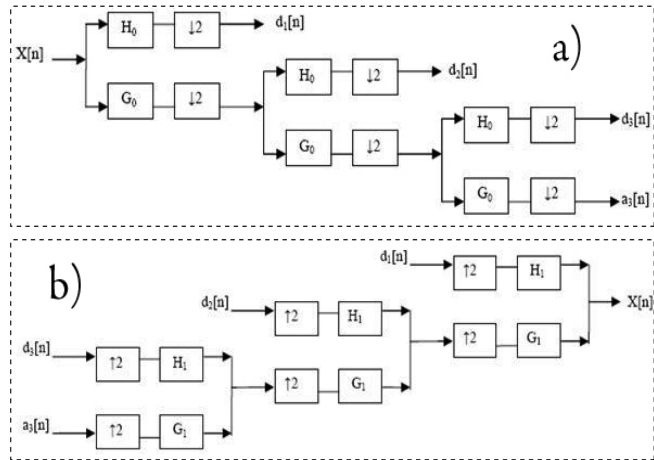 H₀ ↓2 d₁[n]
a)
X[n]
H₀ ↓2 d₂[n]
G₀ ↓2
H₀ ↓2 d₃[n]
G₀ ↓2
G₀ ↓2 a₃[n]
b)
d₁[n] ↑2 H₁
d₂[n] ↑2 H₁
X[n]
↑2 G₁
d₃[n] ↑2 H₁
↑2 G₁
a₃[n] ↑2 G₁